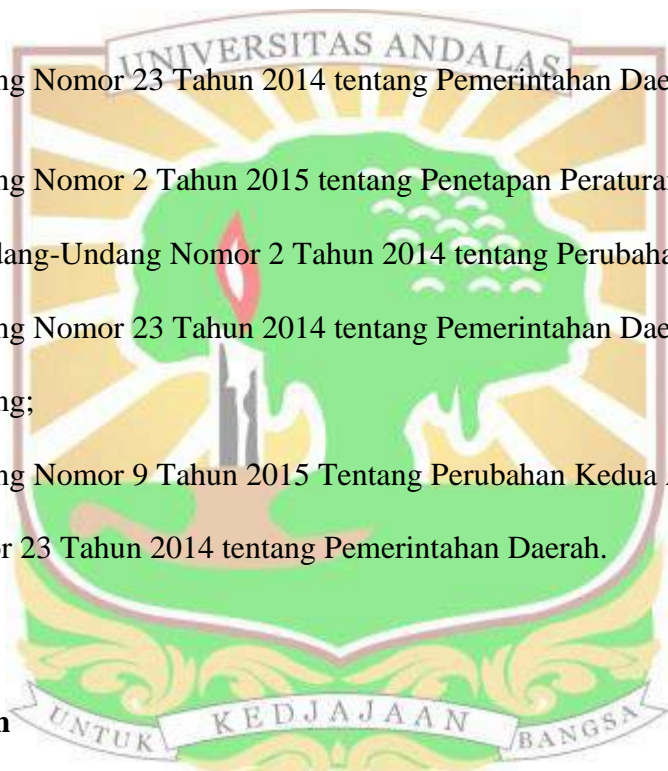 UNIVERSITAS ANDALAS
ng Nomor 23 Tahun 2014 tentang Pemerintahan Dae
ng Nomor 2 Tahun 2015 tentang Penetapan Peraturan
dang-Undang Nomor 2 Tahun 2014 tentang Perubaha
ng Nomor 23 Tahun 2014 tentang Pemerintahan Dae
ng;
ng Nomor 9 Tahun 2015 Tentang Perubahan Kedua
or 23 Tahun 2014 tentang Pemerintahan Daerah.
n
UNTUK KEDJAJAAN BANGSA